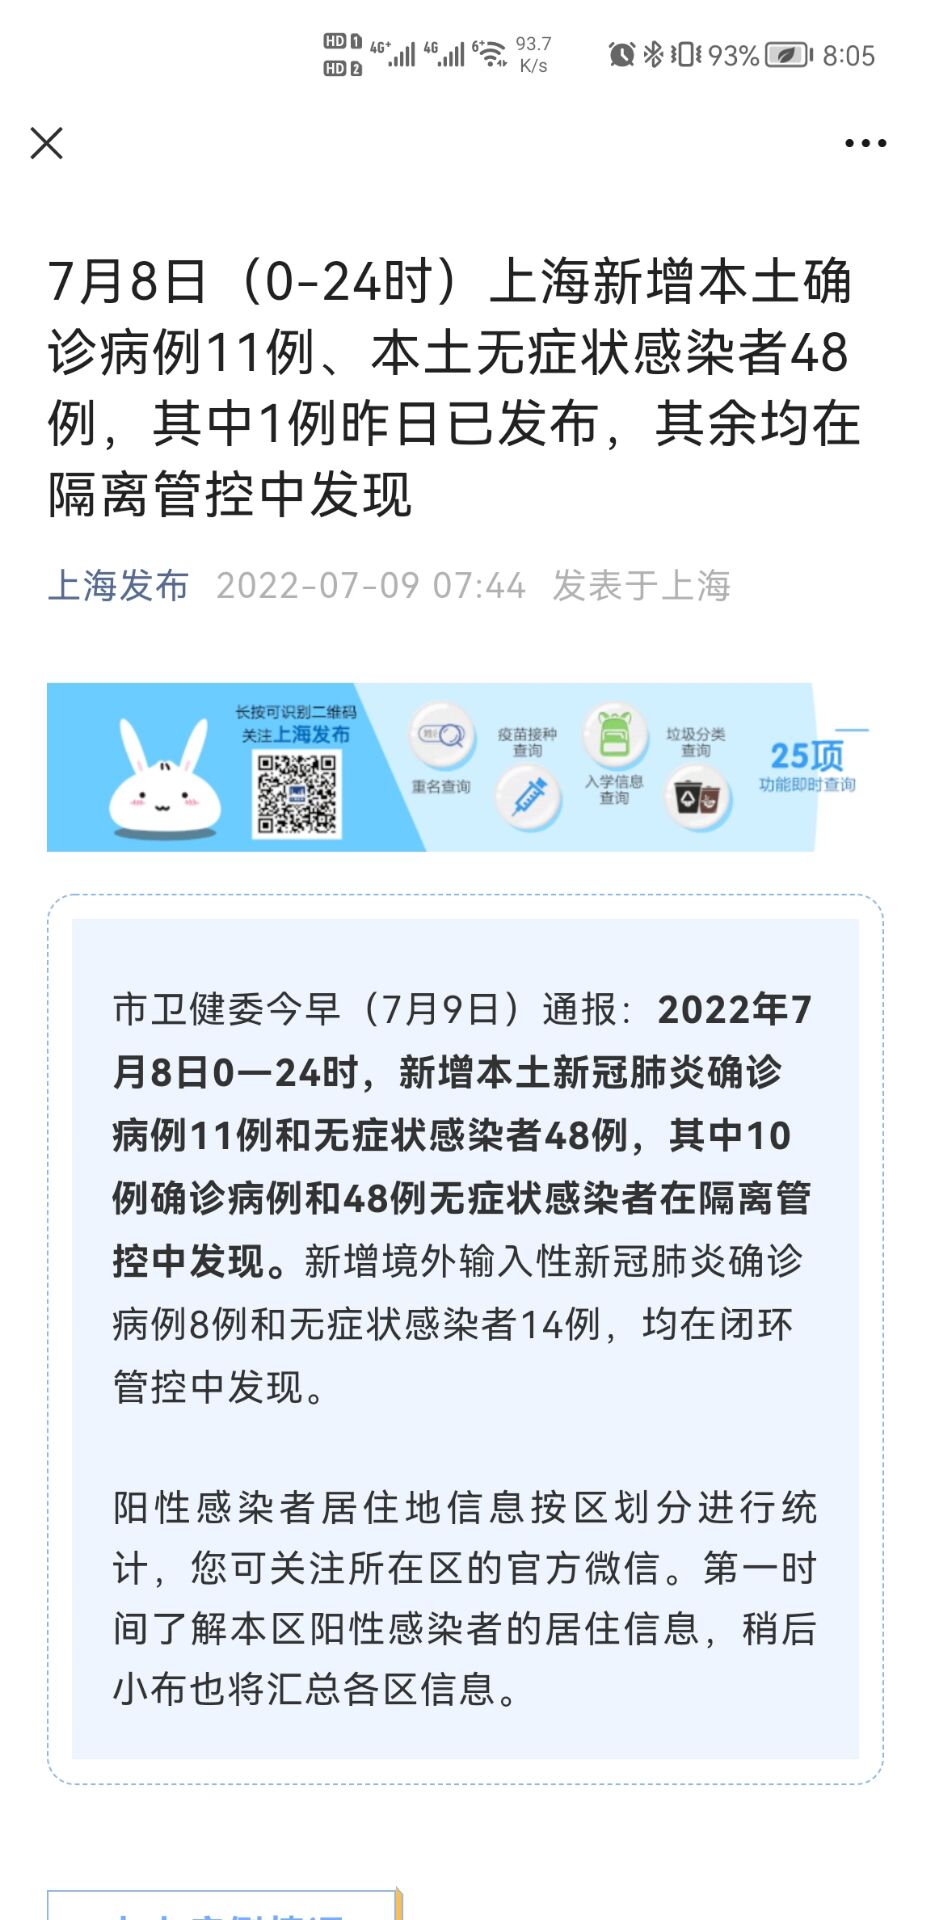 HD 1 4G+ 4G 6+ 93.7 93% 8:05
HD 2 K/s
7月8日（0-24时）上海新增本土确
诊病例11例、本土无症状感染者48
例，其中1例昨日已发布，其余均在
隔离管控中发现
上海发布 2022-07-09 07:44 发表于上海
长按可识别二维码
关注上海发布
重名查询
疫苗接种
查询
入学信息
查询
垃圾分类
查询
25项
功能即时查询
市卫健委今早（7月9日）通报：2022年7
月8日0—24时，新增本土新冠肺炎确诊
病例11例和无症状感染者48例，其中10
例确诊病例和48例无症状感染者在隔离管
控中发现。新增境外输入性新冠肺炎确诊
病例8例和无症状感染者14例，均在闭环
管控中发现。
阳性感染者居住地信息按区划分进行统
计，您可关注所在区的官方微信。第一时
间了解本区阳性感染者的居住信息，稍后
小布也将汇总各区信息。